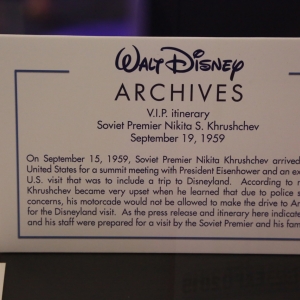 WALT DISNEY
ARCHIVES
V.I.P. itinerary
Soviet Premier Nikita S. Khrushchev
September 19, 1959
On September 15, 1959, Soviet Premier Nikita Khrushchev arrived
United States for a summit meeting with President Eisenhower and an ex
U.S. visit that was to include a trip to Disneyland. According to
Khrushchev became very upset when he learned that due to police s
concerns, his motorcade would not be allowed to make the drive to An
for the Disneyland visit. As the press release and itinerary here indicate
and his staff were prepared for a visit by the Soviet Premier and his fam